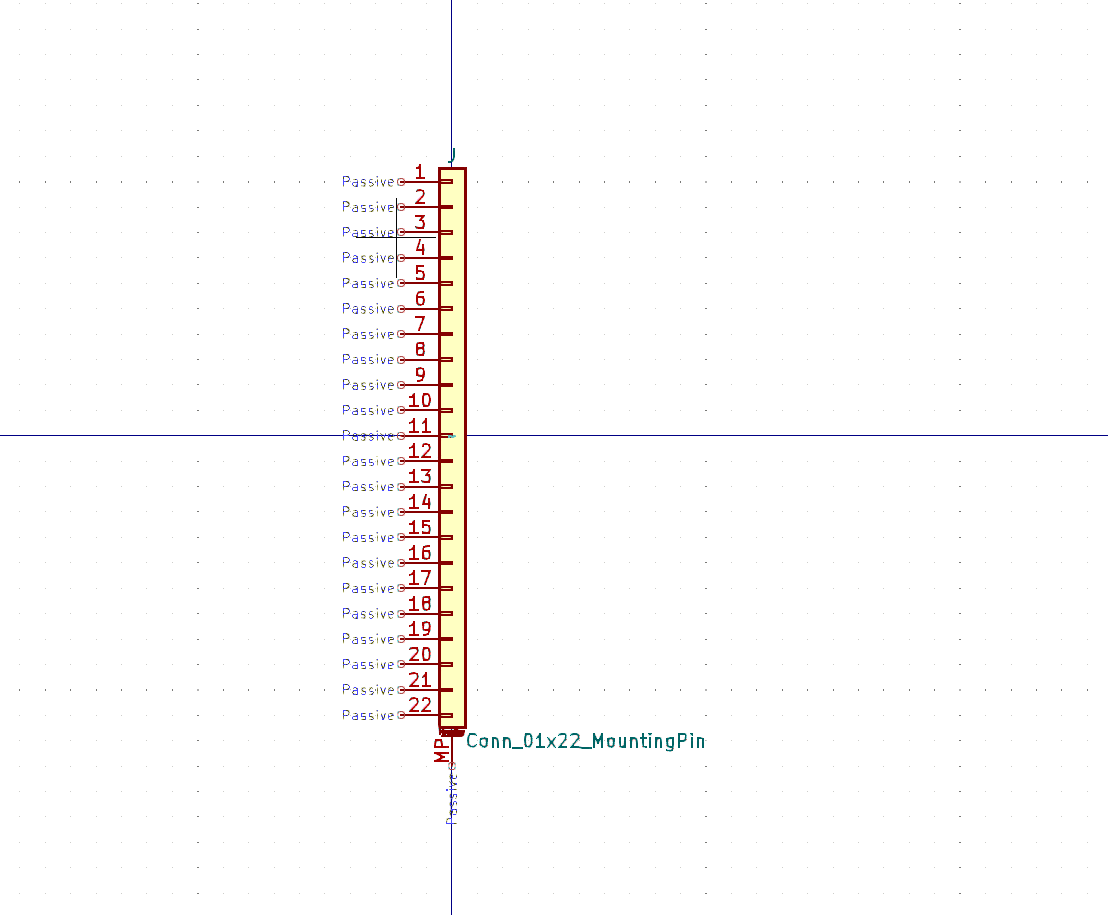 J
Passive 1
Passive 2
Passive 3
Passive 4
Passive 5
Passive 6
Passive 7
Passive 8
Passive 9
Passive 10
Passive 11
Passive 12
Passive 13
Passive 14
Passive 15
Passive 16
Passive 17
Passive 18
Passive 19
Passive 20
Passive 21
Passive 22
Conn_01x22_MountingPin
MP
Passive